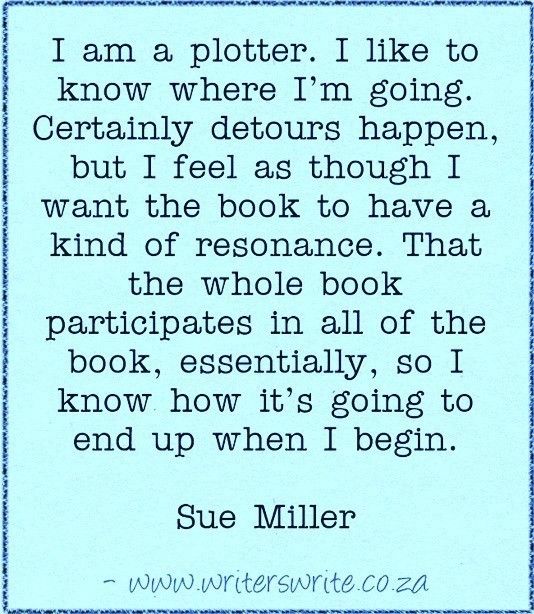 I am a plotter. I like to
know where I’m going.
Certainly detours happen,
but I feel as though I
want the book to have a
kind of resonance. That
the whole book
participates in all of the
book, essentially, so I
know how it’s going to
end up when I begin.
Sue Miller
- www.writerswrite.co.za